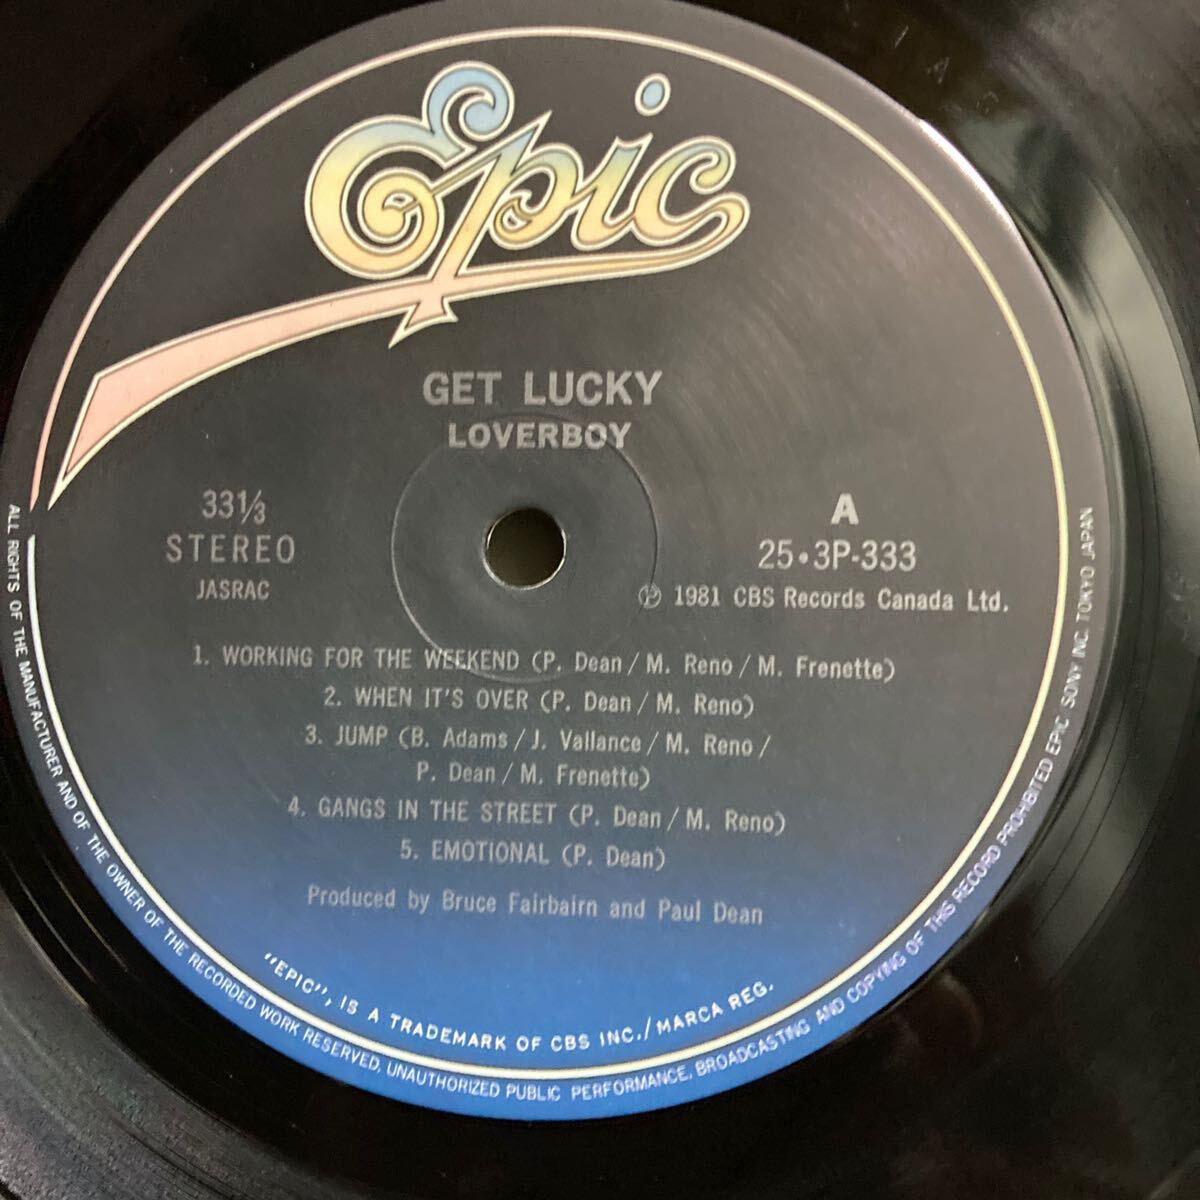 Epic
GET LUCKY
LOVERBOY
33⅓
STEREO
JASRAC
A
25・3P-333
Ⓟ 1981 CBS Records Canada Ltd.
1. WORKING FOR THE WEEKEND (P. Dean / M. Reno / M. Frenette)
2. WHEN IT'S OVER (P. Dean / M. Reno)
3. JUMP (B. Adams / J. Vallance / M. Reno /
P. Dean / M. Frenette)
4. GANGS IN THE STREET (P. Dean / M. Reno)
5. EMOTIONAL (P. Dean)
Produced by Bruce Fairbairn and Paul Dean
"EPIC", IS A TRADEMARK OF CBS INC./MARCA REG.
ALL RIGHTS OF THE MANUFACTURER AND OF THE OWNER OF THE RECORDED WORK RESERVED. UNAUTHORIZED PUBLIC PERFORMANCE. BROADCASTING AND COPYING OF THIS RECORD PROHIBITED EPIC SONY INC. TOKYO JAPAN